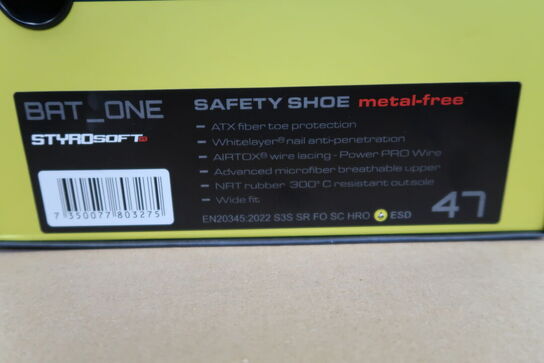 BAT_ONE
STYROSOFT
SAFETY SHOE metal-free
- ATX fiber toe protection
- Whitelayer® nail anti-penetration
- AIRTOX® wire lacing - Power PRO Wire
- Advanced microfiber breathable upper
- NRT rubber 300° C resistant outsole
- Wide fit
7 350077 803275
EN20345:2022 S3S SR FO SC HRO ESD
47